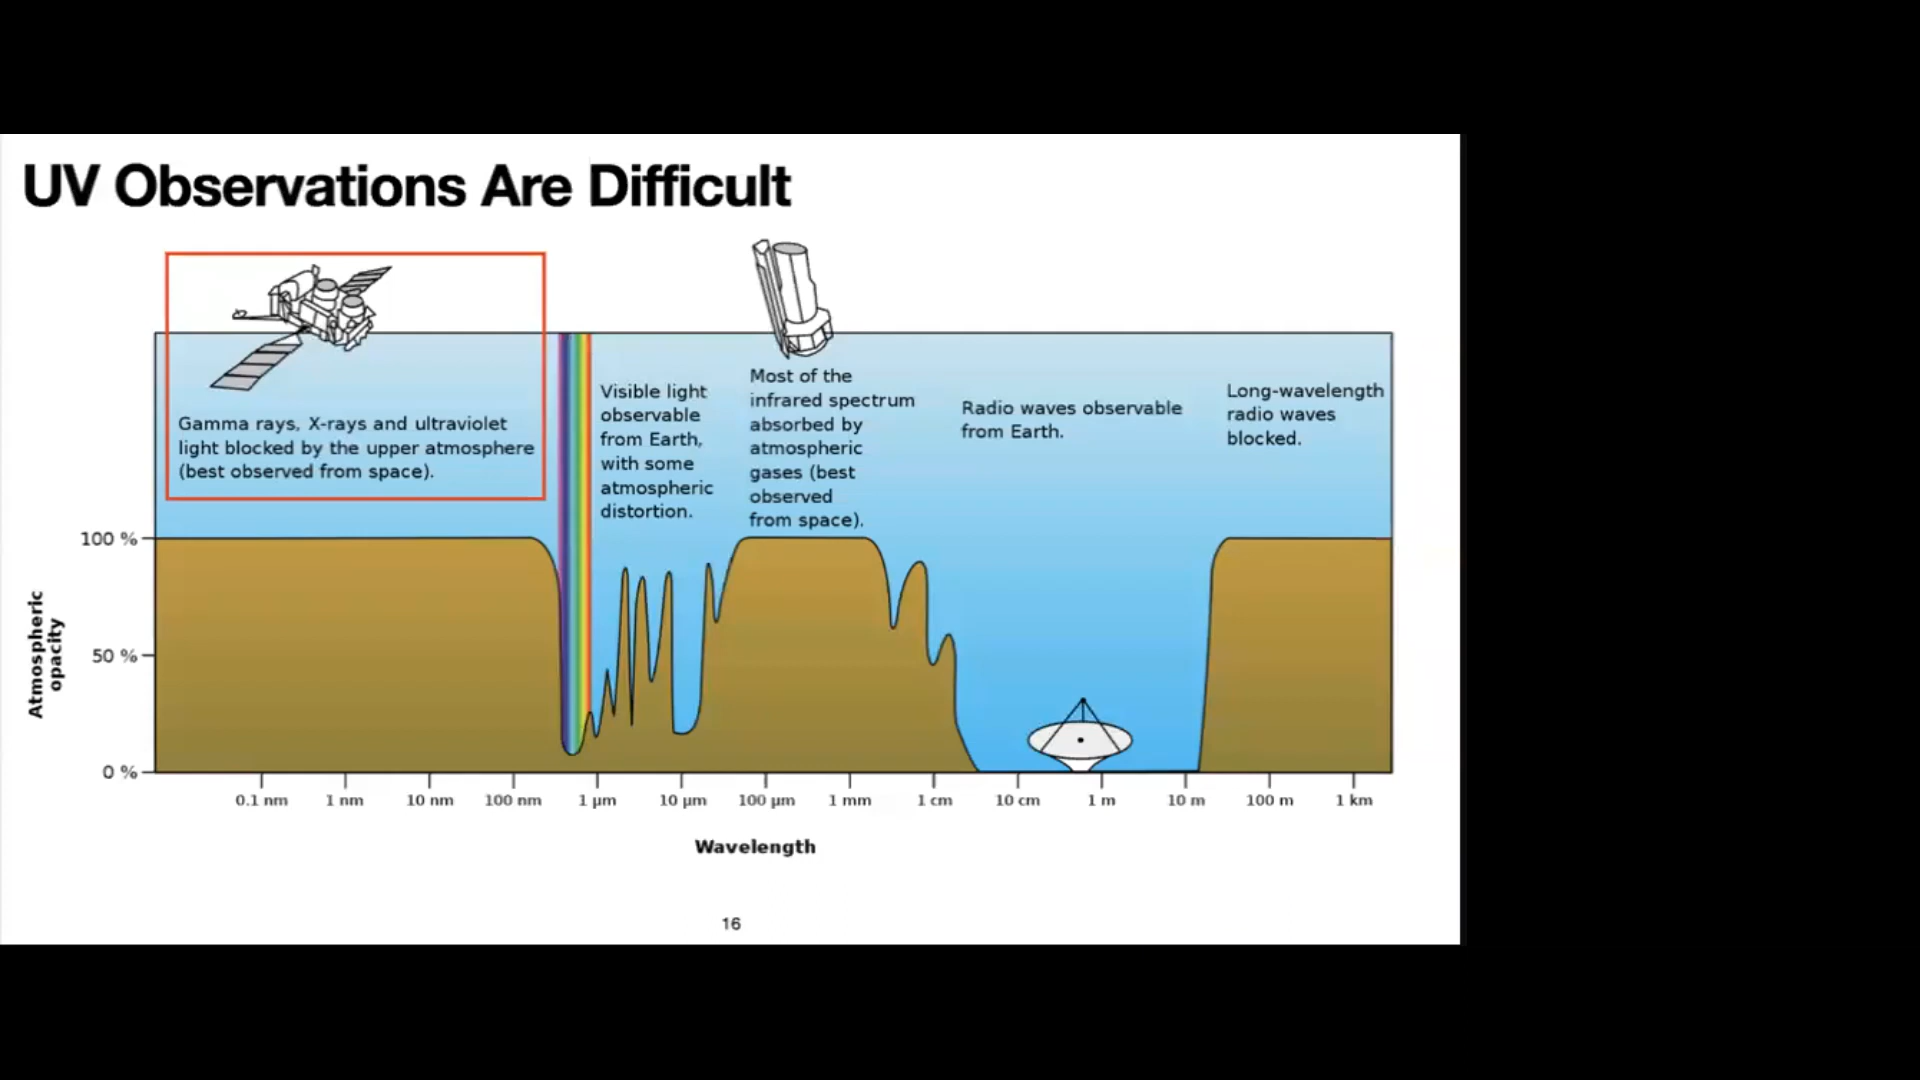 UV Observations Are Difficult
Gamma rays, X-rays and ultraviolet
light blocked by the upper atmosphere
(best observed from space).
Visible light
observable
from Earth,
with some
atmospheric
distortion.
Most of the
infrared spectrum
absorbed by
atmospheric
gases (best
observed
from space).
Radio waves observable
from Earth.
Long-wavelength
radio waves
blocked.
Atmospheric
opacity
100 %
50 %
0 %
0.1 nm
1 nm
10 nm
100 nm
1 μm
10 μm
100 μm
1 mm
1 cm
10 cm
1 m
10 m
100 m
1 km
Wavelength
16